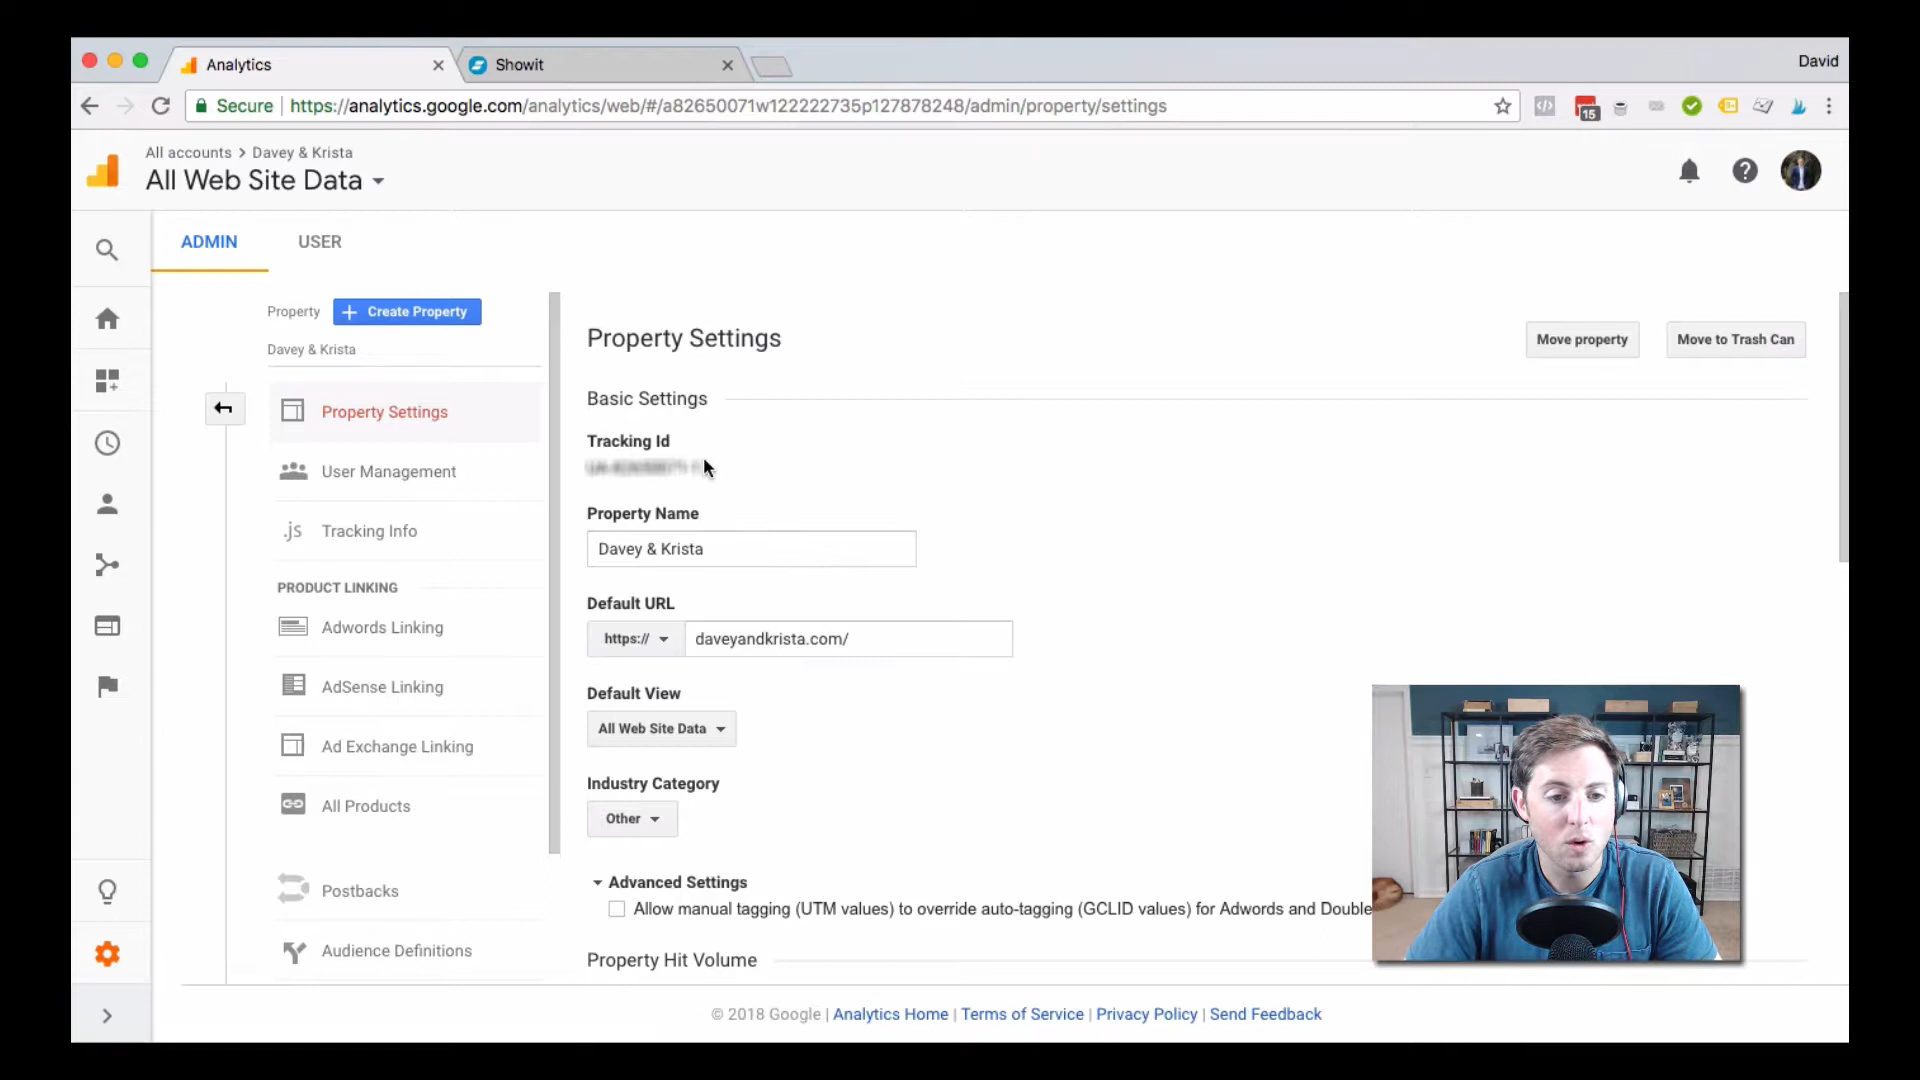 Analytics
Showit
David
Secure | https://analytics.google.com/analytics/web/#/a82650071w122222735p127878248/admin/property/settings
15
All accounts > Davey & Krista
All Web Site Data
ADMIN
USER
Property
+ Create Property
Davey & Krista
Property Settings
User Management
.js Tracking Info
PRODUCT LINKING
Adwords Linking
AdSense Linking
Ad Exchange Linking
All Products
Postbacks
Audience Definitions
Property Settings
Move property
Move to Trash Can
Basic Settings
Tracking Id
Property Name
Davey & Krista
Default URL
https://
daveyandkrista.com/
Default View
All Web Site Data
Industry Category
Other
Advanced Settings
Allow manual tagging (UTM values) to override auto-tagging (GCLID values) for Adwords and Double
Property Hit Volume
© 2018 Google | Analytics Home | Terms of Service | Privacy Policy | Send Feedback